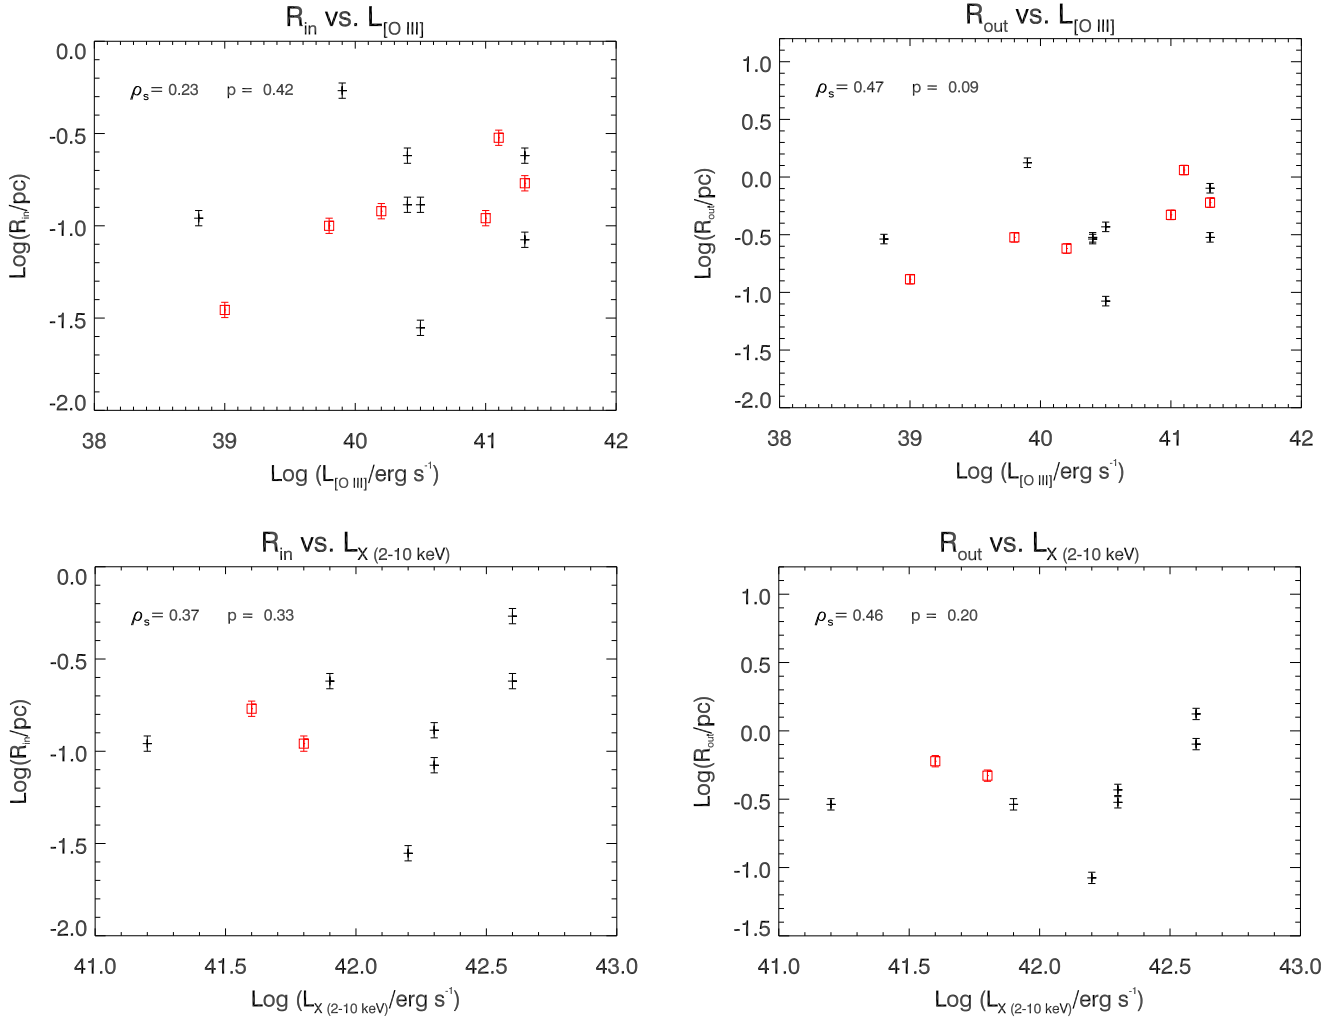 R_in vs. L_[O III]
0.0
-0.5
-1.0
-1.5
-2.0
ρ_s= 0.23 p = 0.42
Log(R_in/pc)
38 39 40 41 42
Log (L_[O III]/erg s^-1)
R_out vs. L_[O III]
1.0
0.5
0.0
-0.5
-1.0
-1.5
-2.0
ρ_s= 0.47 p = 0.09
Log(R_out/pc)
38 39 40 41 42
Log (L_[O III]/erg s^-1)
R_in vs. L_X (2-10 keV)
0.0
-0.5
-1.0
-1.5
-2.0
ρ_s= 0.37 p = 0.33
Log(R_in/pc)
41.0 41.5 42.0 42.5 43.0
Log (L_X (2-10 keV)/erg s^-1)
R_out vs. L_X (2-10 keV)
1.0
0.5
0.0
-0.5
-1.0
-1.5
ρ_s= 0.46 p = 0.20
Log(R_out/pc)
41.0 41.5 42.0 42.5 43.0
Log (L_X (2-10 keV)/erg s^-1)